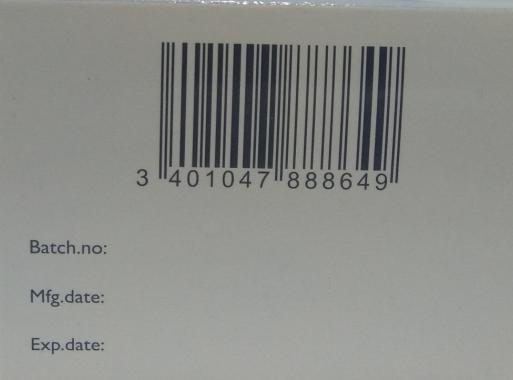 3 401047 888649
Batch.no:
Mfg.date:
Exp.date: